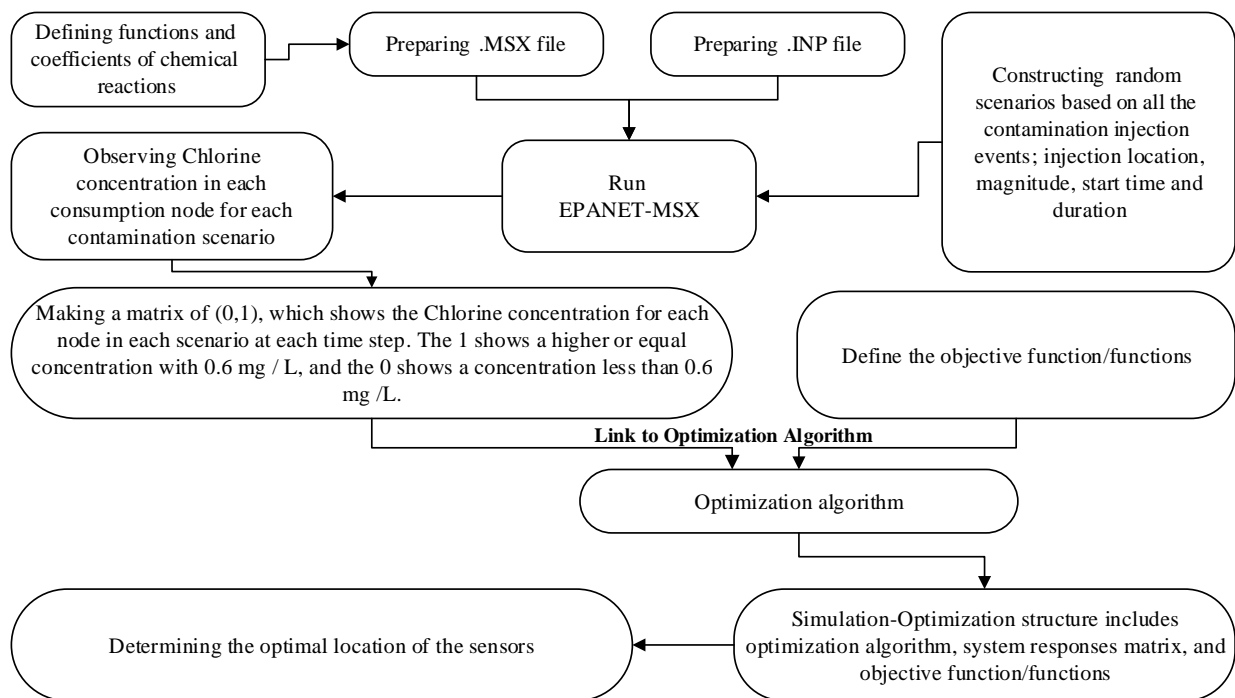 Defining functions and
coefficients of chemical
reactions
Preparing .MSX file
Preparing .INP file
Constructing random
scenarios based on all the
contamination injection
events; injection location,
magnitude, start time and
duration
Observing Chlorine
concentration in each
consumption node for each
contamination scenario
Run
EPANET-MSX
Making a matrix of (0,1), which shows the Chlorine concentration for each
node in each scenario at each time step. The 1 shows a higher or equal
concentration with 0.6 mg / L, and the 0 shows a concentration less than 0.6
mg /L.
Define the objective function/functions
Link to Optimization Algorithm
Optimization algorithm
Simulation-Optimization structure includes
optimization algorithm, system responses matrix, and
objective function/functions
Determining the optimal location of the sensors